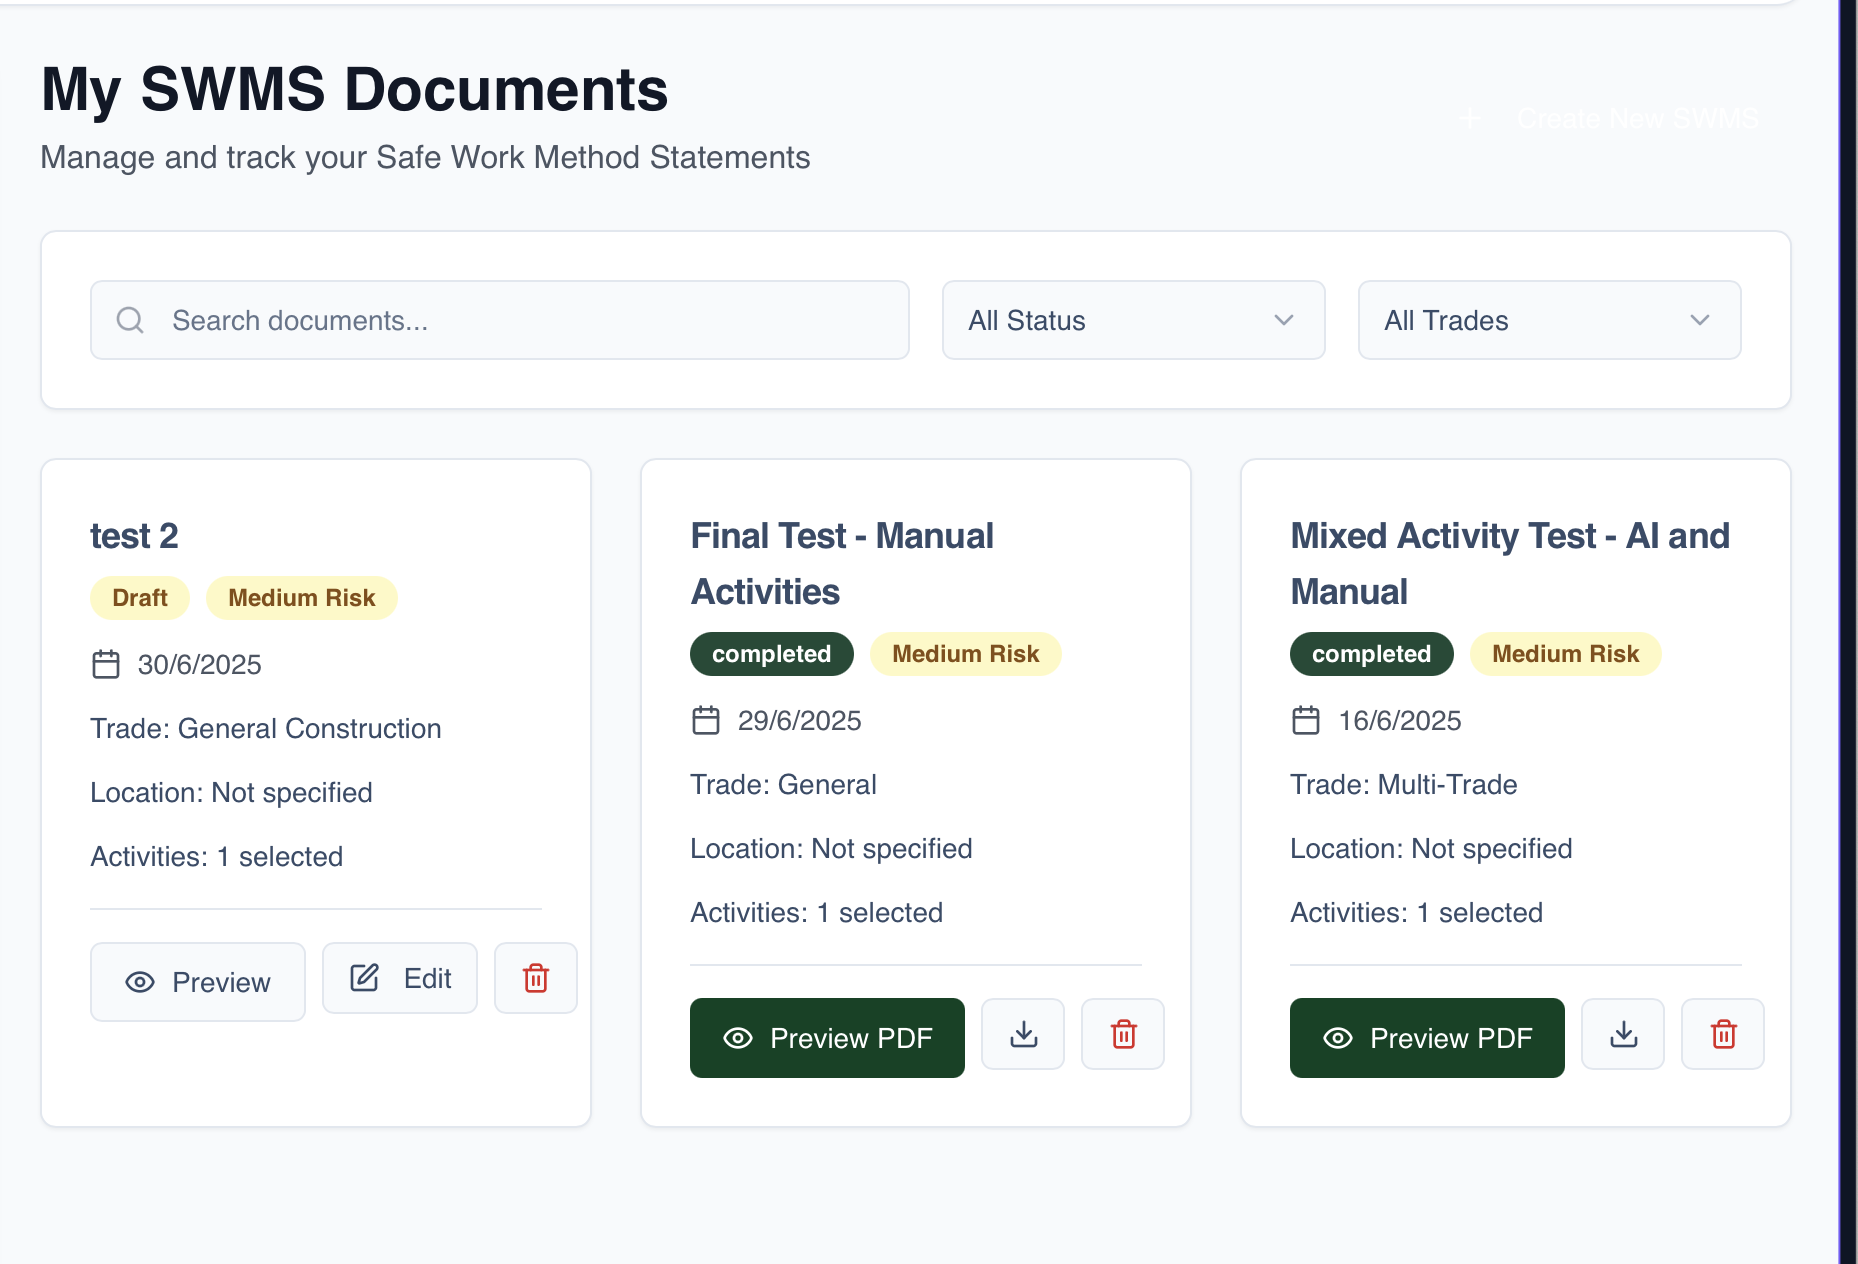 My SWMS Documents
Manage and track your Safe Work Method Statements
+ Create New SWMS
Search documents...
All Status
All Trades
test 2
Draft
Medium Risk
30/6/2025
Trade: General Construction
Location: Not specified
Activities: 1 selected
Preview
Edit
Final Test - Manual
Activities
completed
Medium Risk
29/6/2025
Trade: General
Location: Not specified
Activities: 1 selected
Preview PDF
Mixed Activity Test - AI and
Manual
completed
Medium Risk
16/6/2025
Trade: Multi-Trade
Location: Not specified
Activities: 1 selected
Preview PDF